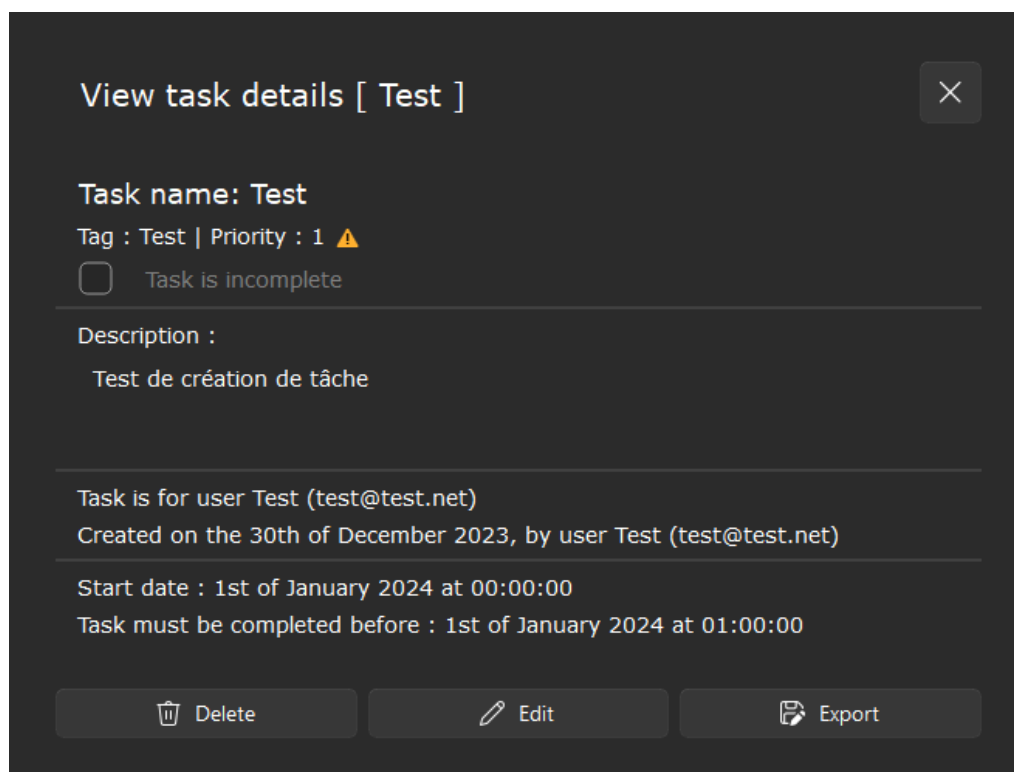 View task details [ Test ]
Task name: Test
Tag : Test | Priority : 1
Task is incomplete
Description :
Test de création de tâche
Task is for user Test (test@test.net)
Created on the 30th of December 2023, by user Test (test@test.net)
Start date : 1st of January 2024 at 00:00:00
Task must be completed before : 1st of January 2024 at 01:00:00
Delete Edit Export